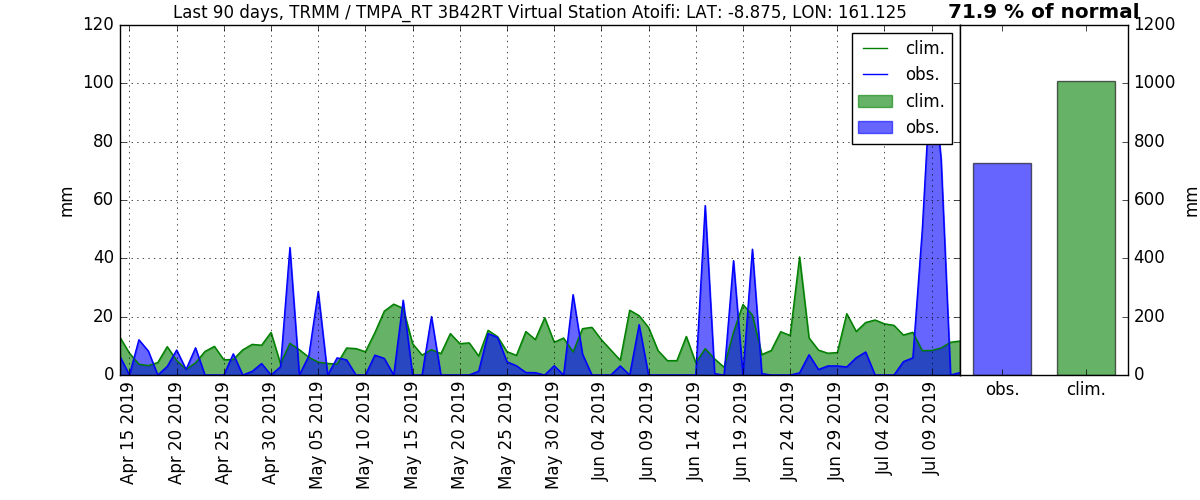 Last 90 days, TRMM / TMPA_RT 3B42RT Virtual Station Atoifi: LAT: -8.875, LON: 161.125
71.9 % of normal
120
100
80
60
40
20
0
mm
clim.
obs.
clim.
obs.
1200
1000
800
600
400
200
0
mm
Apr 15 2019
Apr 20 2019
Apr 25 2019
Apr 30 2019
May 05 2019
May 10 2019
May 15 2019
May 20 2019
May 25 2019
May 30 2019
Jun 04 2019
Jun 09 2019
Jun 14 2019
Jun 19 2019
Jun 24 2019
Jun 29 2019
Jul 04 2019
Jul 09 2019
obs.
clim.